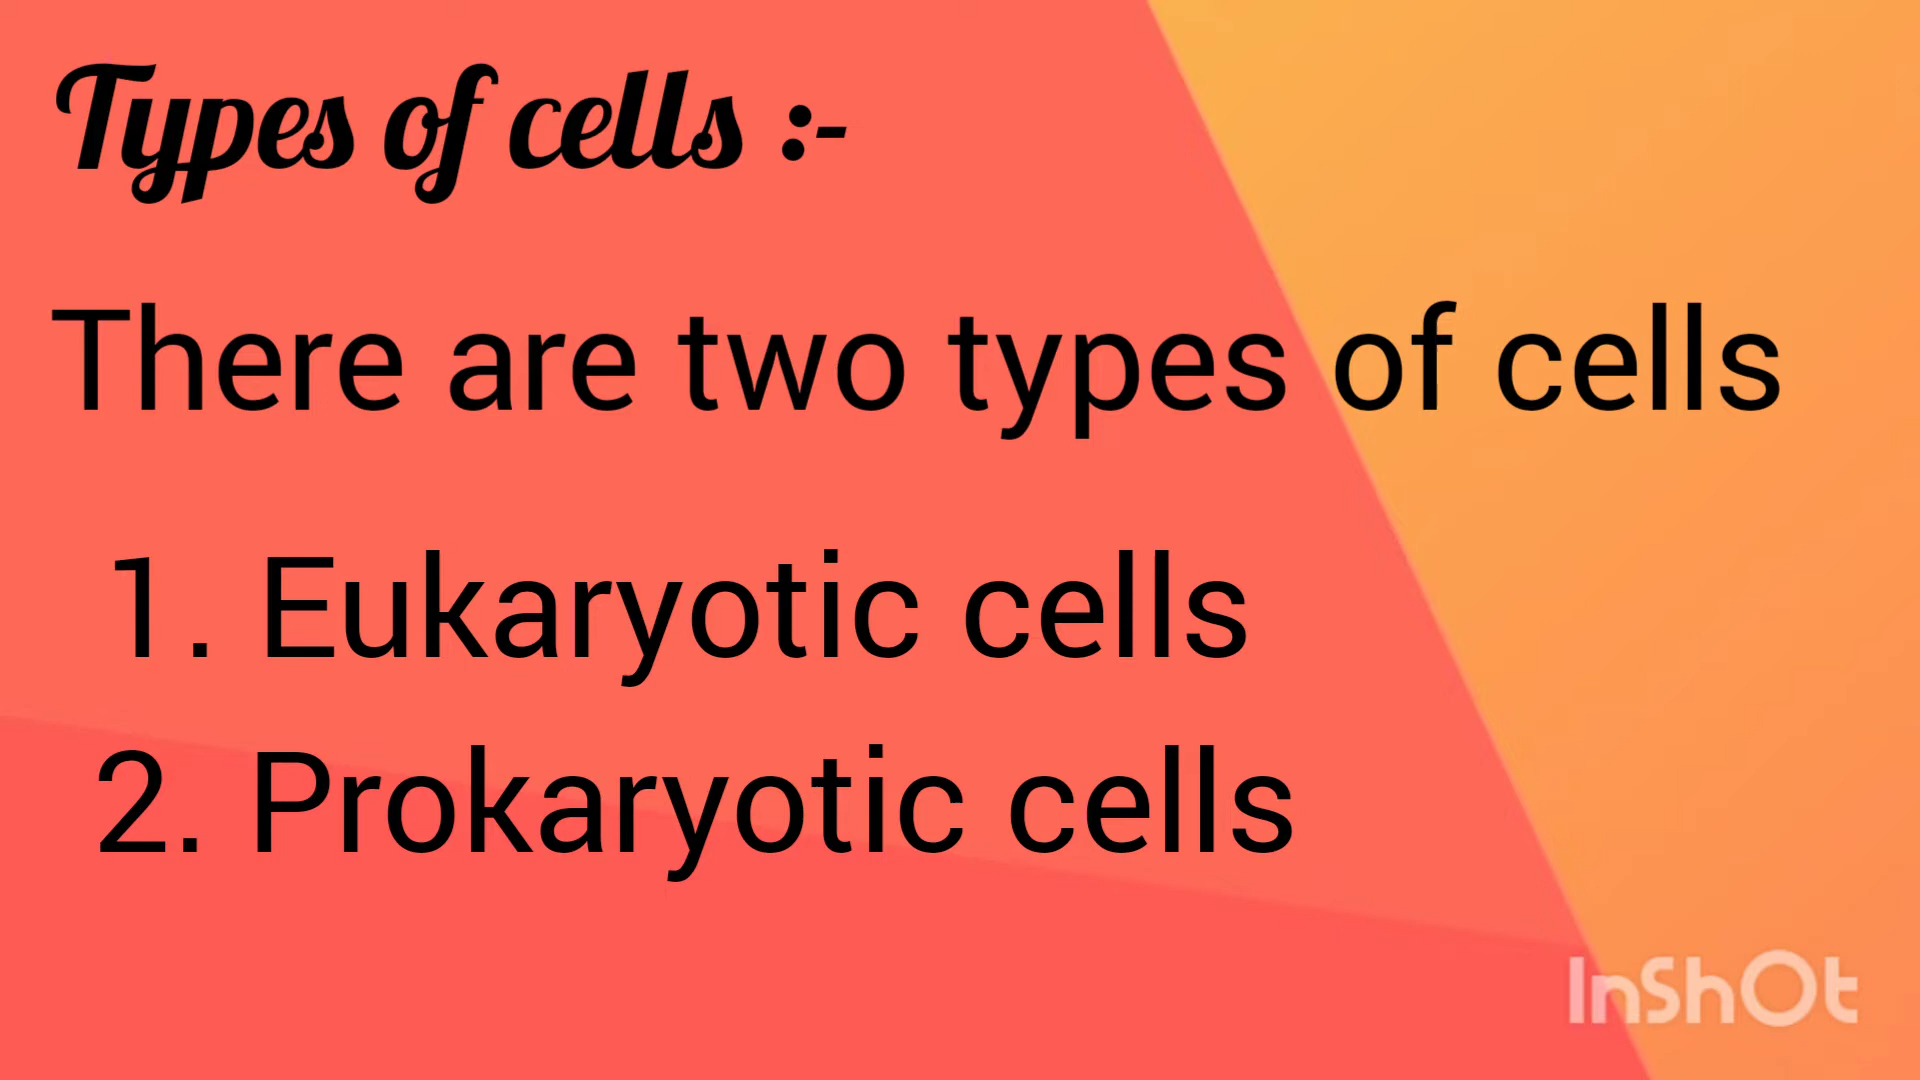 Types of cells :-
There are two types of cells
1. Eukaryotic cells
2. Prokaryotic cells
InShOt